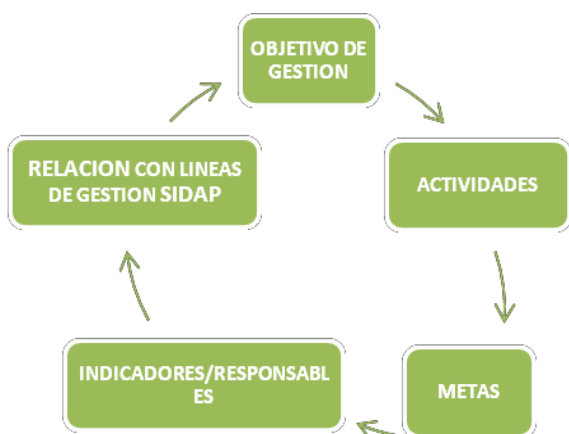 OBJETIVO DE
GESTION
ACTIVIDADES
METAS
INDICADORES/RESPONSABL
ES
RELACION CON LINEAS
DE GESTION SIDAP